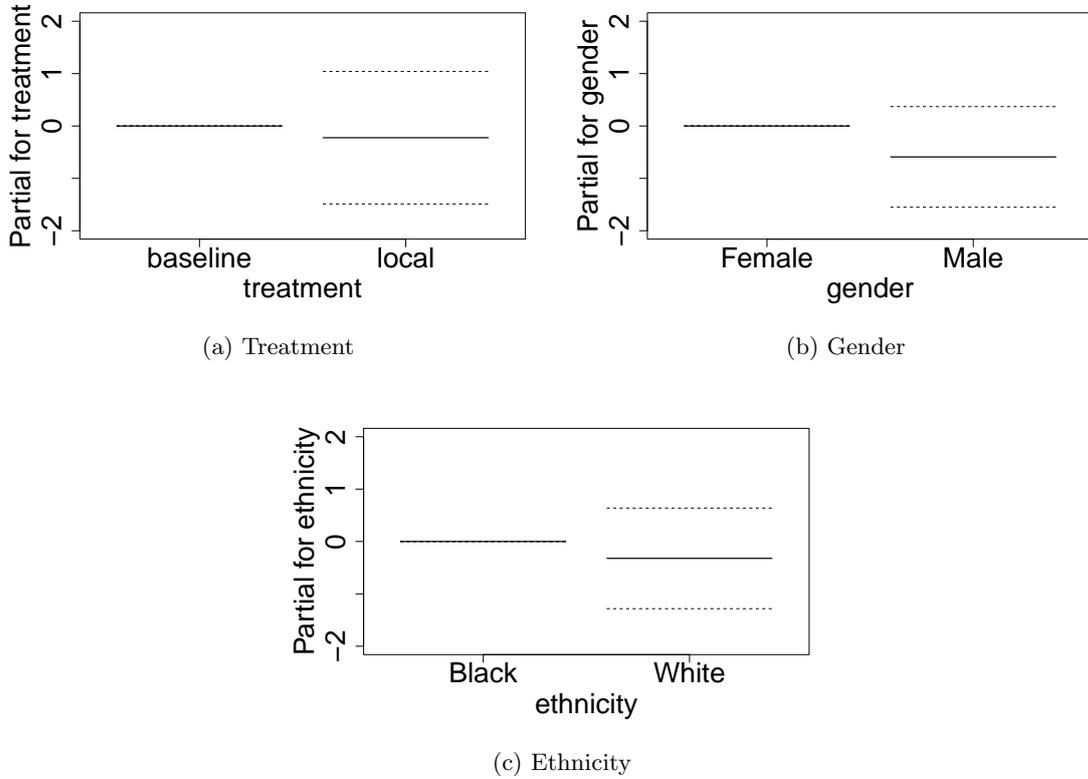 Partial for treatment
2
1
0
−2
baseline local
treatment
(a) Treatment
Partial for gender
2
1
0
−2
Female Male
gender
(b) Gender
Partial for ethnicity
2
1
0
−2
Black White
ethnicity
(c) Ethnicity